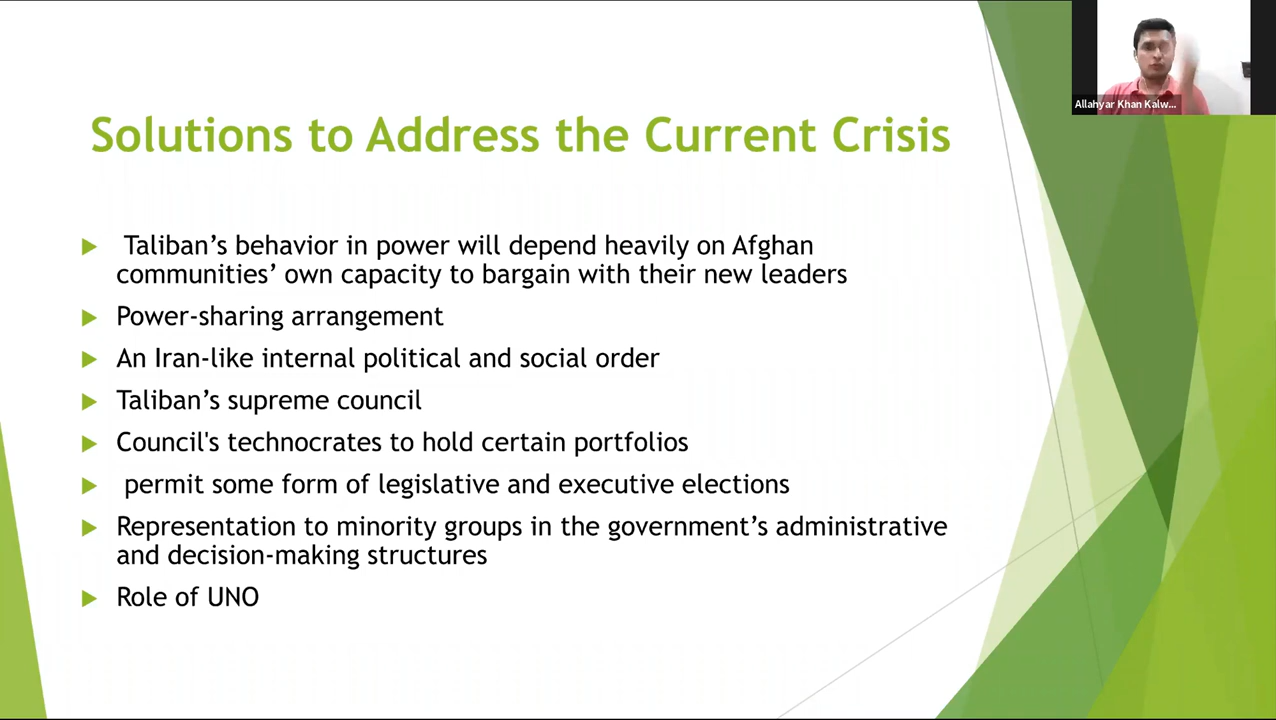 Allahyar Khan Kalw...
Solutions to Address the Current Crisis
Taliban’s behavior in power will depend heavily on Afghan
communities’ own capacity to bargain with their new leaders
Power-sharing arrangement
An Iran-like internal political and social order
Taliban’s supreme council
Council's technocrates to hold certain portfolios
permit some form of legislative and executive elections
Representation to minority groups in the government’s administrative
and decision-making structures
Role of UNO